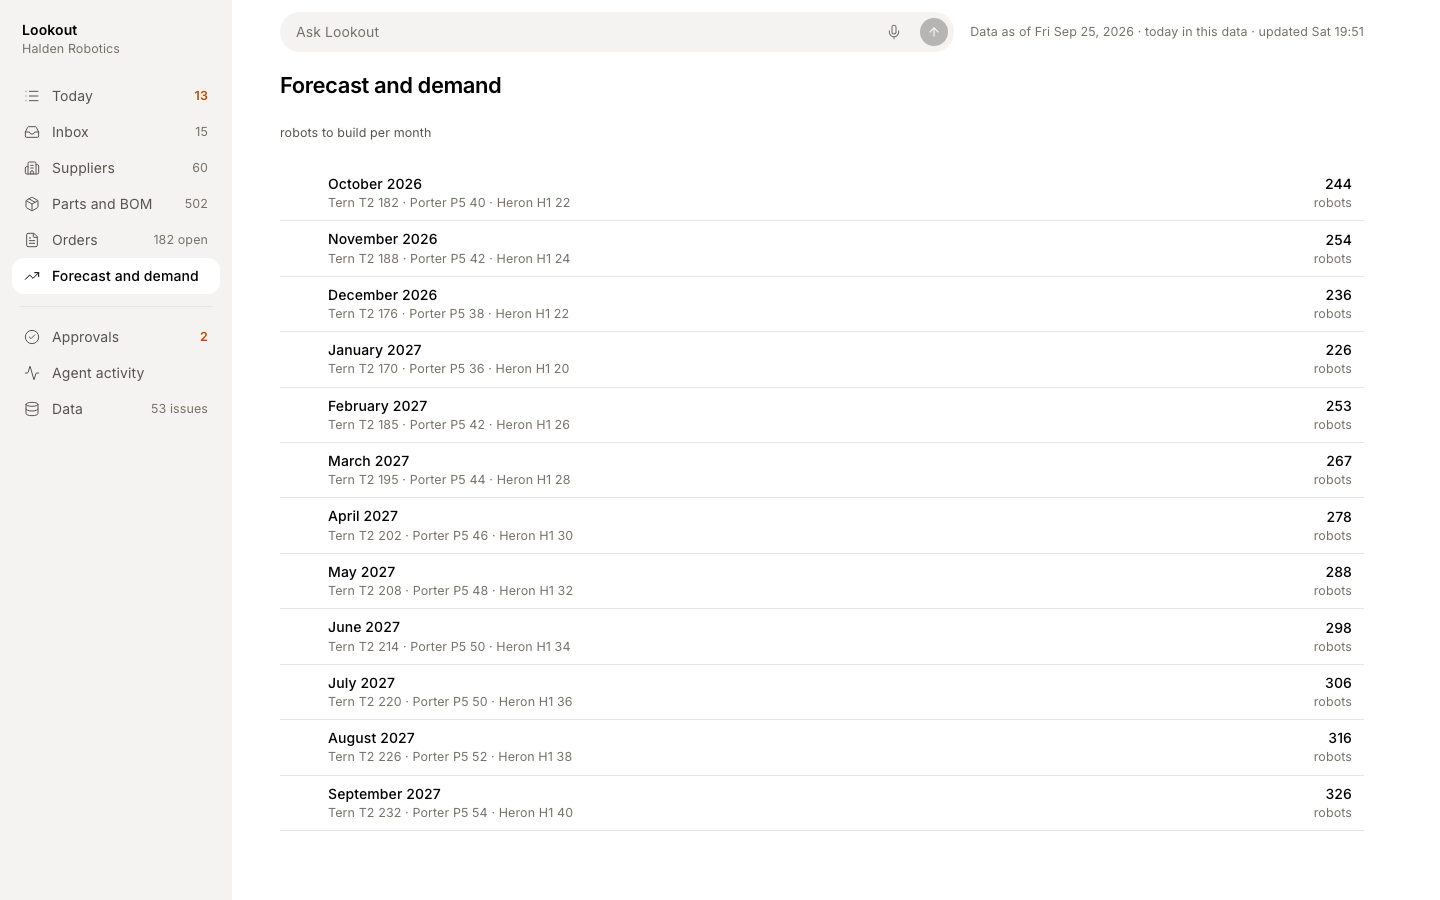 Lookout
Halden Robotics
Today 13
Inbox 15
Suppliers 60
Parts and BOM 502
Orders 182 open
Forecast and demand
Approvals 2
Agent activity
Data 53 issues
Ask Lookout
Data as of Fri Sep 25, 2026 · today in this data · updated Sat 19:51
Forecast and demand
robots to build per month
October 2026 244
Tern T2 182 · Porter P5 40 · Heron H1 22 robots
November 2026 254
Tern T2 188 · Porter P5 42 · Heron H1 24 robots
December 2026 236
Tern T2 176 · Porter P5 38 · Heron H1 22 robots
January 2027 226
Tern T2 170 · Porter P5 36 · Heron H1 20 robots
February 2027 253
Tern T2 185 · Porter P5 42 · Heron H1 26 robots
March 2027 267
Tern T2 195 · Porter P5 44 · Heron H1 28 robots
April 2027 278
Tern T2 202 · Porter P5 46 · Heron H1 30 robots
May 2027 288
Tern T2 208 · Porter P5 48 · Heron H1 32 robots
June 2027 298
Tern T2 214 · Porter P5 50 · Heron H1 34 robots
July 2027 306
Tern T2 220 · Porter P5 50 · Heron H1 36 robots
August 2027 316
Tern T2 226 · Porter P5 52 · Heron H1 38 robots
September 2027 326
Tern T2 232 · Porter P5 54 · Heron H1 40 robots